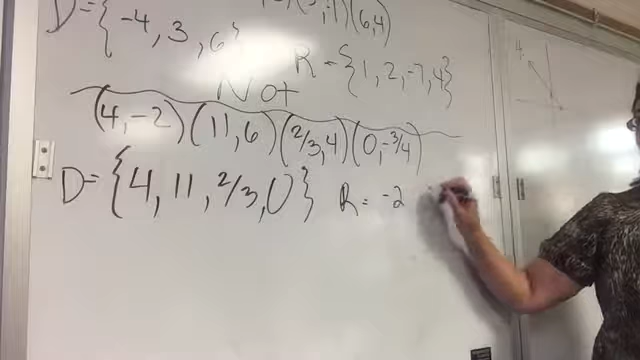 (6,4)
D={-4, 3, 6}
R={1, 2, -7, 4}
Not
(4,-2)(11,6)(2/3,4)(0,-3/4)
D={4, 11, 2/3, 0} R= -2
4.